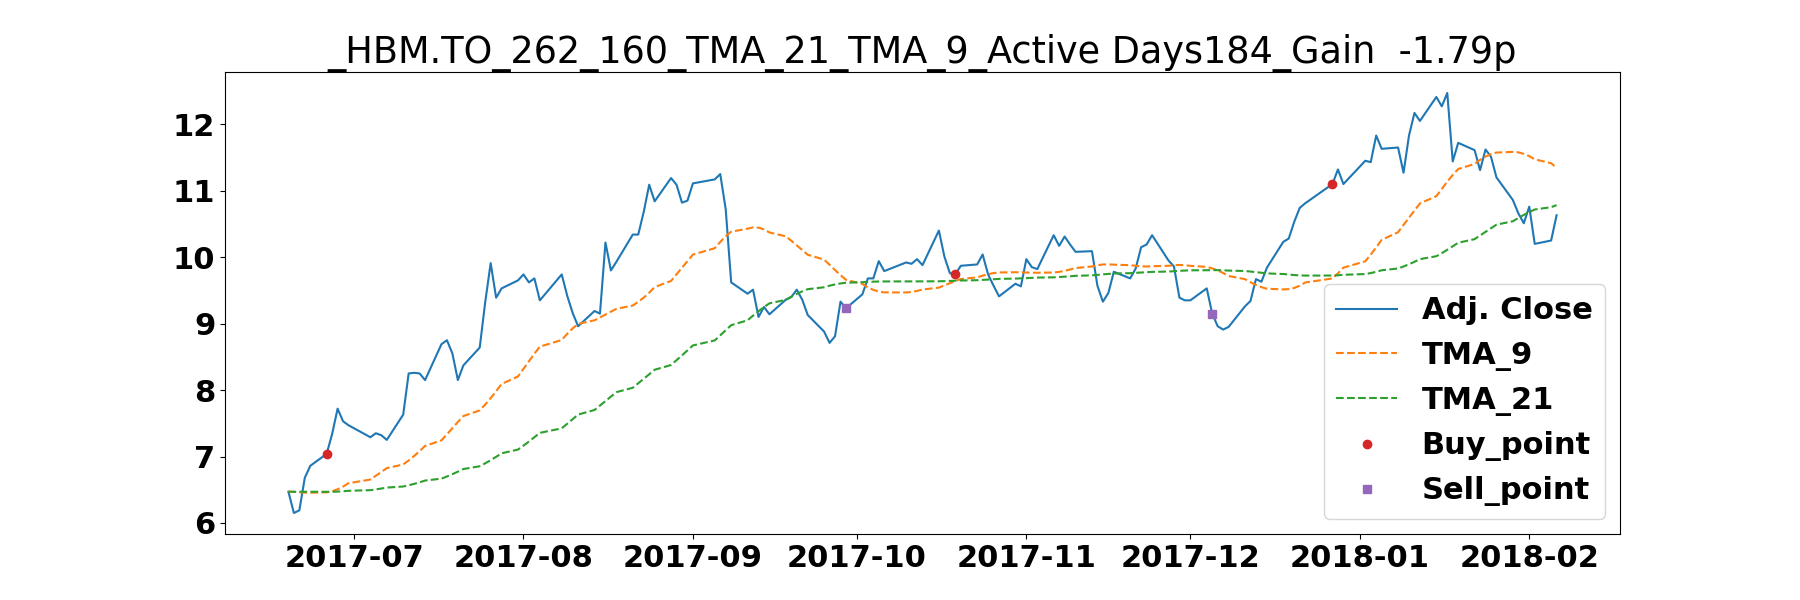 _HBM.TO_262_160_TMA_21_TMA_9_Active Days184_Gain  -1.79p
12
11
10
9
8
7
6
Adj. Close
TMA_9
TMA_21
Buy_point
Sell_point
2017-07 2017-08 2017-09 2017-10 2017-11 2017-12 2018-01 2018-02